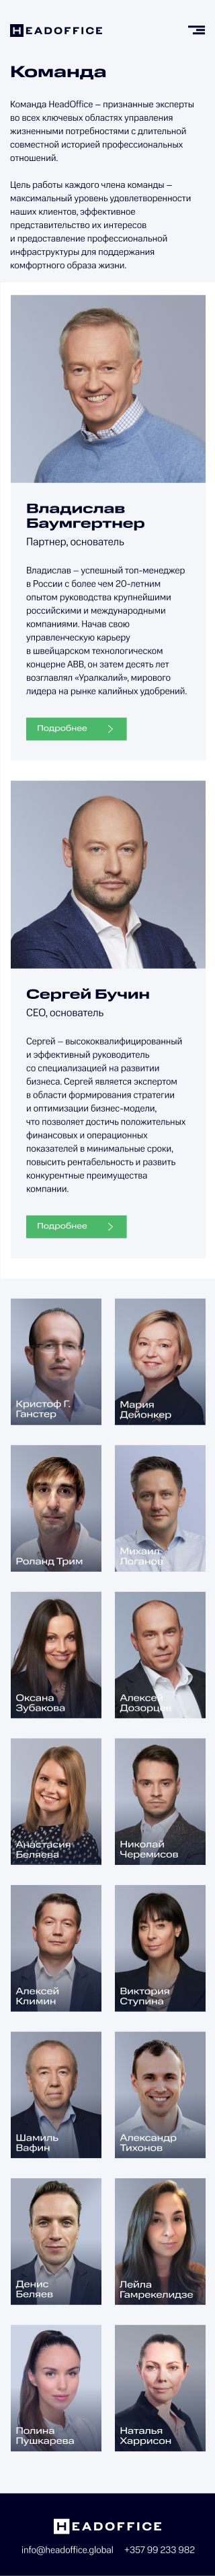 HEADOFFICE
Команда
Команда HeadOffice – признанные эксперты
во всех ключевых областях управления
жизненными потребностями с длительной
совместной историей профессиональных
отношений.
Цель работы каждого члена команды –
максимальный уровень удовлетворенности
наших клиентов, эффективное
представительство их интересов
и предоставление профессиональной
инфраструктуры для поддержания
комфортного образа жизни.
Владислав
Баумгертнер
Партнер, основатель
Владислав – успешный топ-менеджер
в России с более чем 20-летним
опытом руководства крупнейшими
российскими и международными
компаниями. Начав свою
управленческую карьеру
в швейцарском технологическом
концерне ABB, он затем десять лет
возглавлял «Уралкалий», мирового
лидера на рынке калийных удобрений.
Подробнее
Сергей Бучин
CEO, основатель
Сергей – высококвалифицированный
и эффективный руководитель
со специализацией на развитии
бизнеса. Сергей является экспертом
в области формирования стратегии
и оптимизации бизнес-модели,
что позволяет достичь положительных
финансовых и операционных
показателей в минимальные сроки,
повысить рентабельность и развить
конкурентные преимущества
компании.
Подробнее
Кристоф Г.
Ганстер
Мария
Дейонкер
Роланд Трим
Михаил
Логанов
Оксана
Зубакова
Алексей
Дозорцев
Анастасия
Беляева
Николай
Черемисов
Алексей
Климин
Виктория
Ступина
Шамиль
Вафин
Александр
Тихонов
Денис
Беляев
Лейла
Гамрекелидзе
Полина
Пушкарева
Наталья
Харрисон
HEADOFFICE
info@headoffice.global +357 99 233 982